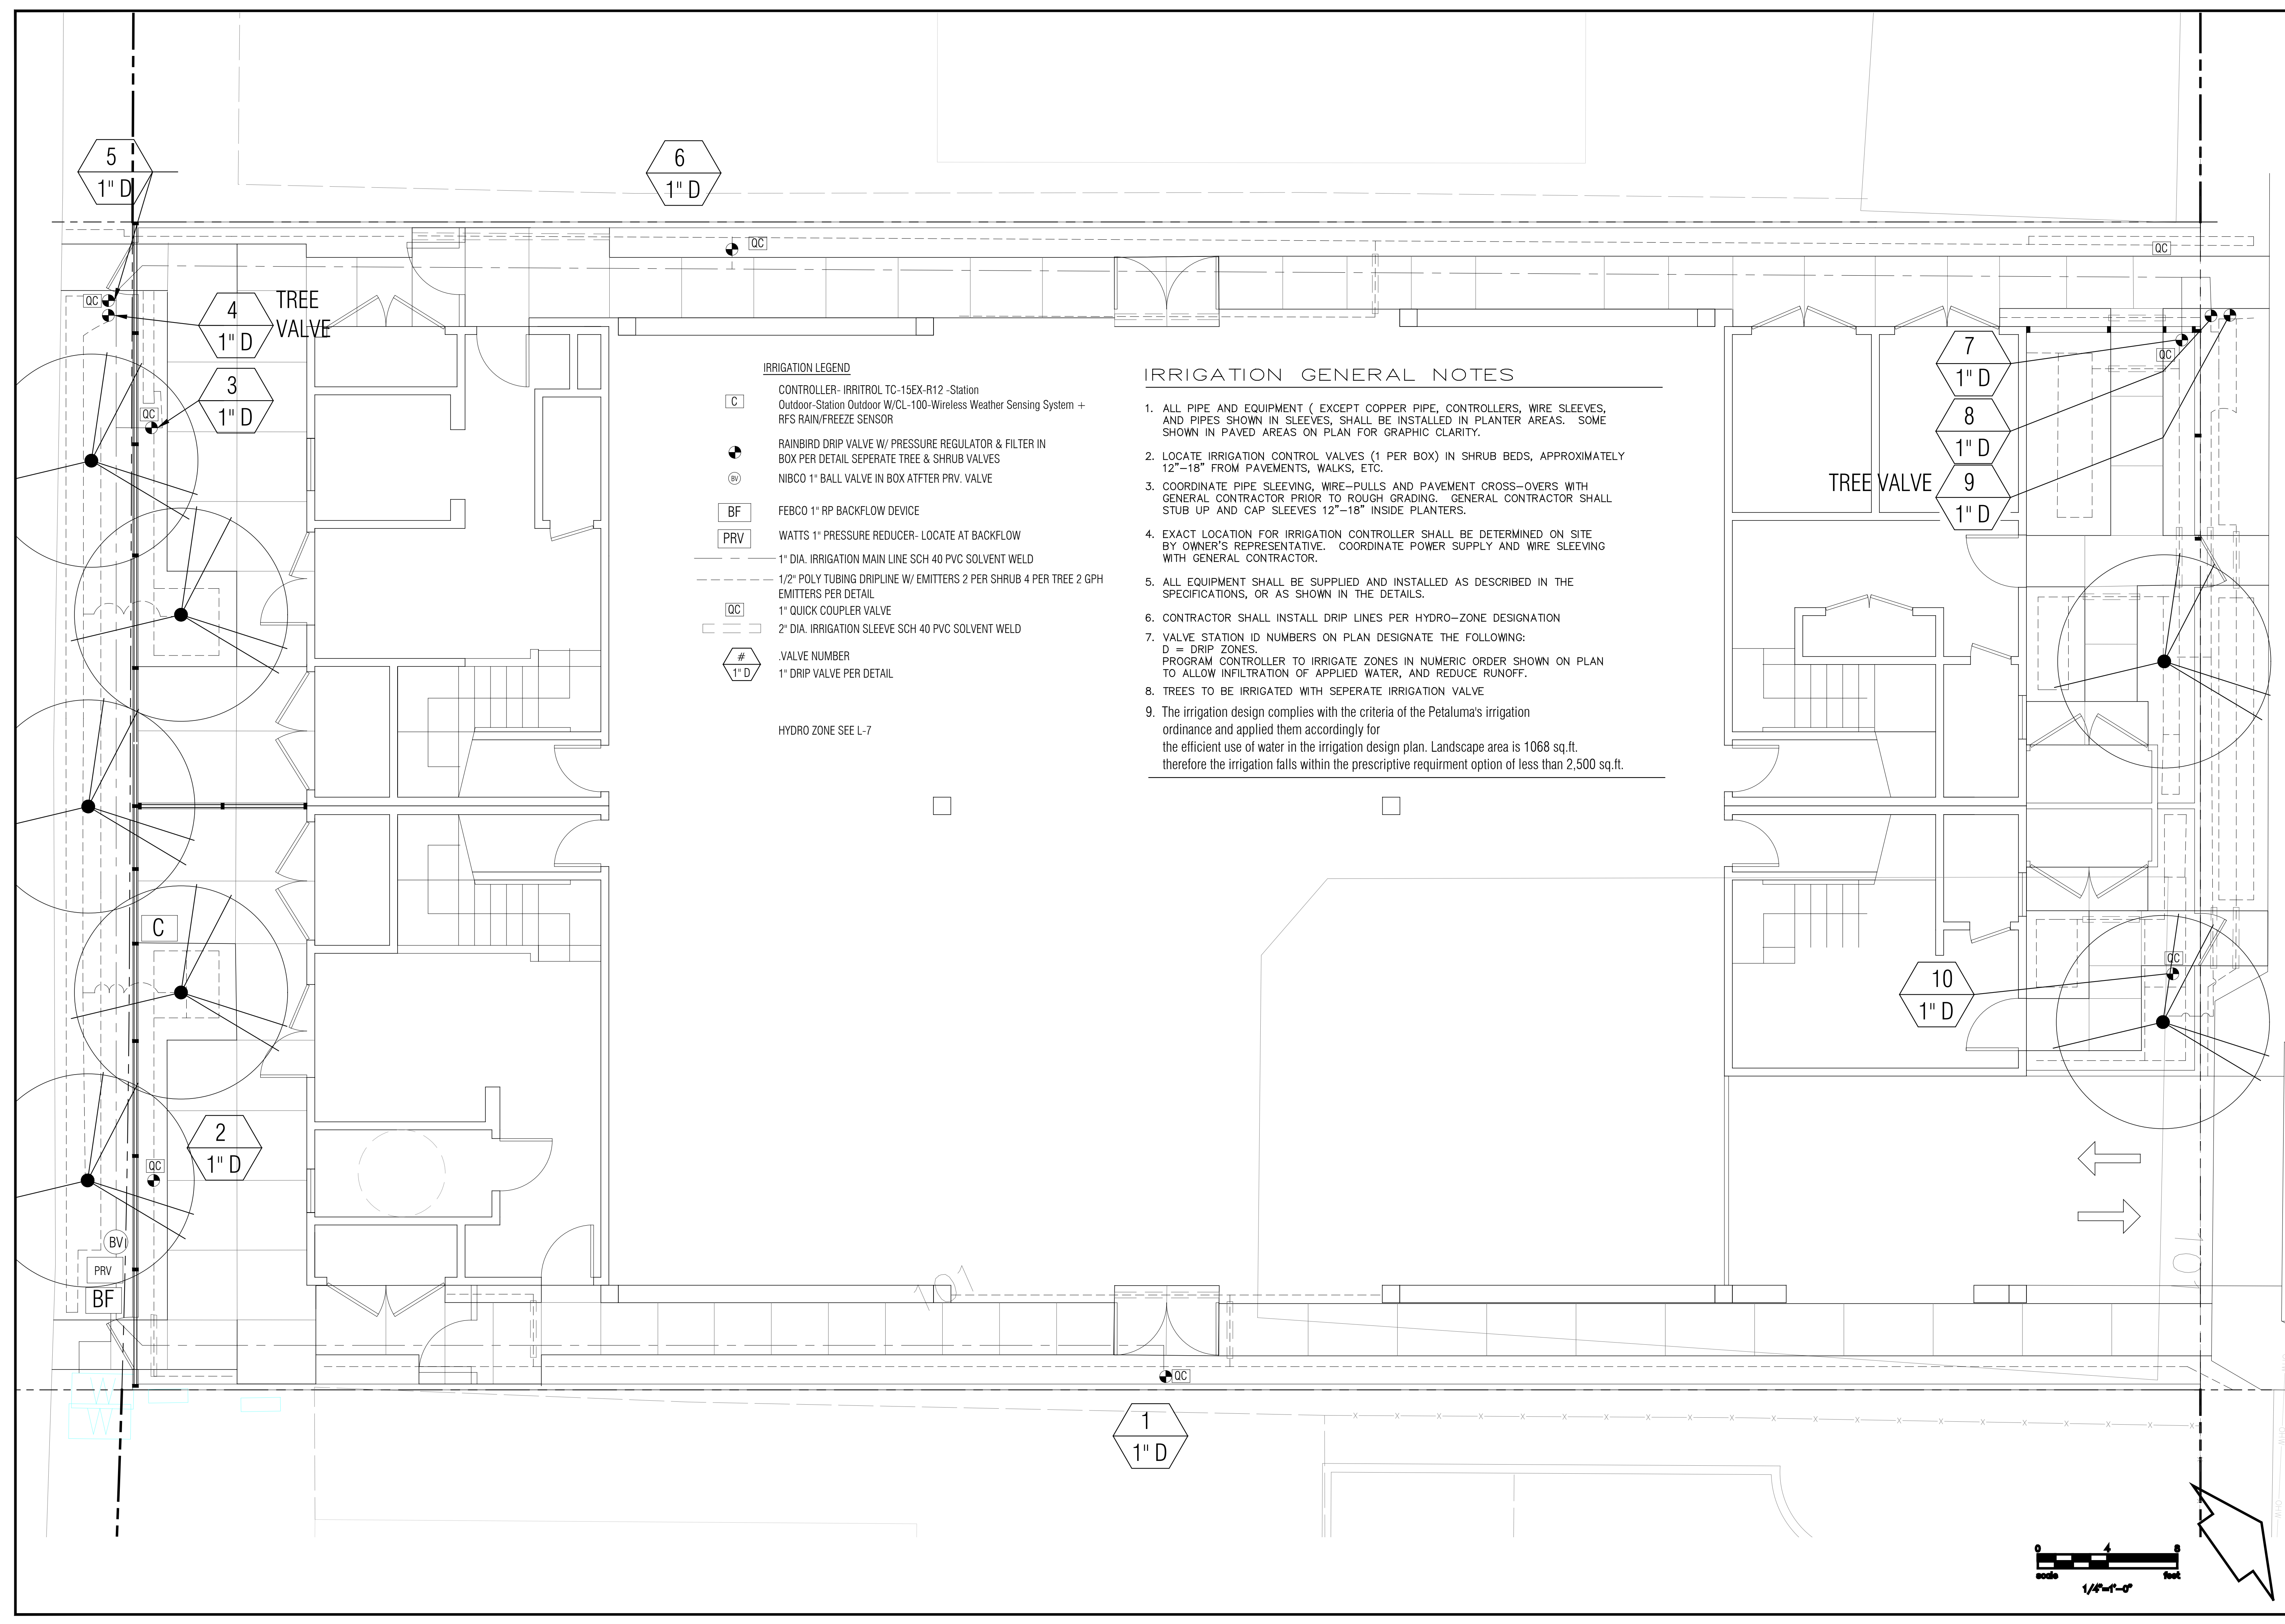 5
1" D
6
1" D
QC
QC
QC
4
1" D
TREE
VALVE
3
1" D
QC
7
1" D
QC
8
1" D
TREE VALVE
9
1" D
IRRIGATION LEGEND
C
CONTROLLER- IRRITROL TC-15EX-R12 -Station
Outdoor-Station Outdoor W/CL-100-Wireless Weather Sensing System +
RFS RAIN/FREEZE SENSOR
RAINBIRD DRIP VALVE W/ PRESSURE REGULATOR & FILTER IN
BOX PER DETAIL SEPERATE TREE & SHRUB VALVES
BV
NIBCO 1" BALL VALVE IN BOX ATFTER PRV. VALVE
BF
FEBCO 1" RP BACKFLOW DEVICE
PRV
WATTS 1" PRESSURE REDUCER- LOCATE AT BACKFLOW
1" DIA. IRRIGATION MAIN LINE SCH 40 PVC SOLVENT WELD
1/2" POLY TUBING DRIPLINE W/ EMITTERS 2 PER SHRUB 4 PER TREE 2 GPH
EMITTERS PER DETAIL
QC
1" QUICK COUPLER VALVE
2" DIA. IRRIGATION SLEEVE SCH 40 PVC SOLVENT WELD
#
1" D
.VALVE NUMBER
1" DRIP VALVE PER DETAIL
HYDRO ZONE SEE L-7
IRRIGATION GENERAL NOTES
1. ALL PIPE AND EQUIPMENT ( EXCEPT COPPER PIPE, CONTROLLERS, WIRE SLEEVES,
AND PIPES SHOWN IN SLEEVES, SHALL BE INSTALLED IN PLANTER AREAS. SOME
SHOWN IN PAVED AREAS ON PLAN FOR GRAPHIC CLARITY.
2. LOCATE IRRIGATION CONTROL VALVES (1 PER BOX) IN SHRUB BEDS, APPROXIMATELY
12"–18" FROM PAVEMENTS, WALKS, ETC.
3. COORDINATE PIPE SLEEVING, WIRE–PULLS AND PAVEMENT CROSS–OVERS WITH
GENERAL CONTRACTOR PRIOR TO ROUGH GRADING. GENERAL CONTRACTOR SHALL
STUB UP AND CAP SLEEVES 12"–18" INSIDE PLANTERS.
4. EXACT LOCATION FOR IRRIGATION CONTROLLER SHALL BE DETERMINED ON SITE
BY OWNER'S REPRESENTATIVE. COORDINATE POWER SUPPLY AND WIRE SLEEVING
WITH GENERAL CONTRACTOR.
5. ALL EQUIPMENT SHALL BE SUPPLIED AND INSTALLED AS DESCRIBED IN THE
SPECIFICATIONS, OR AS SHOWN IN THE DETAILS.
6. CONTRACTOR SHALL INSTALL DRIP LINES PER HYDRO–ZONE DESIGNATION
7. VALVE STATION ID NUMBERS ON PLAN DESIGNATE THE FOLLOWING:
D = DRIP ZONES.
PROGRAM CONTROLLER TO IRRIGATE ZONES IN NUMERIC ORDER SHOWN ON PLAN
TO ALLOW INFILTRATION OF APPLIED WATER, AND REDUCE RUNOFF.
8. TREES TO BE IRRIGATED WITH SEPERATE IRRIGATION VALVE
9. The irrigation design complies with the criteria of the Petaluma's irrigation
ordinance and applied them accordingly for
the efficient use of water in the irrigation design plan. Landscape area is 1068 sq.ft.
therefore the irrigation falls within the prescriptive requirment option of less than 2,500 sq.ft.
C
QC
10
1" D
2
1" D
QC
BV
PRV
BF
QC
W
W
1
1" D
0 4 8
scale feet
1/4"=1'-0"